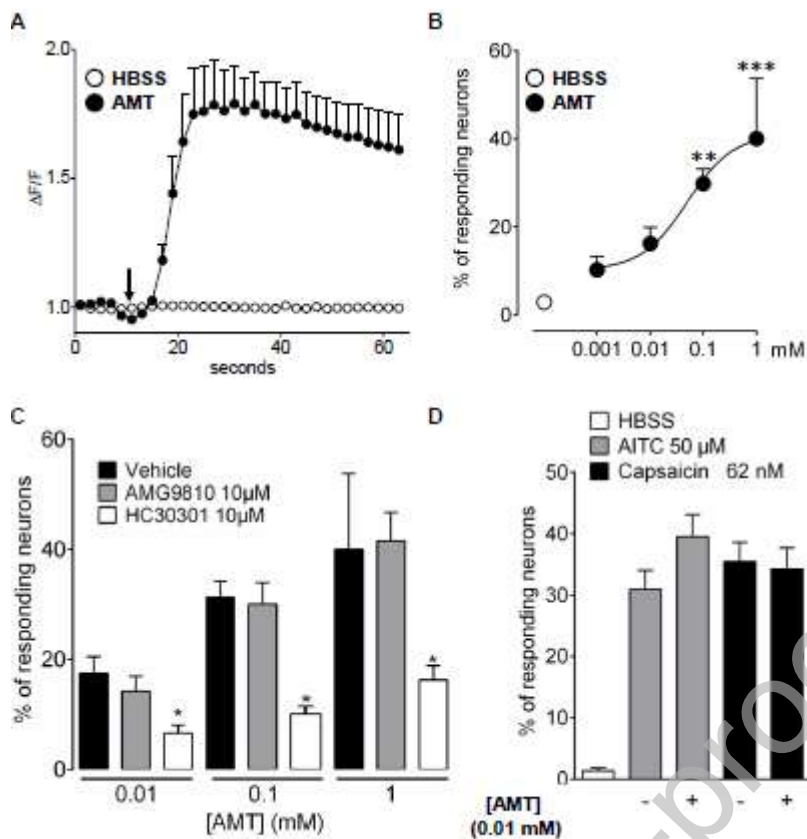 A
2.0
HBSS
AMT
ΔF/F
1.5
1.0
0 20 40 60
seconds
B
60
HBSS
AMT
***
**
% of responding neurons
40
20
0
0.001 0.01 0.1 1 mM
C
60
Vehicle
AMG9810 10µM
HC30301 10µM
% of responding neurons
40
20
0
* * *
0.01 0.1 1
[AMT] (mM)
D
HBSS
AITC 50 µM
Capsaicin 62 nM
% of responding neurons
50
40
30
20
10
0
[AMT] - + - +
(0.01 mM)